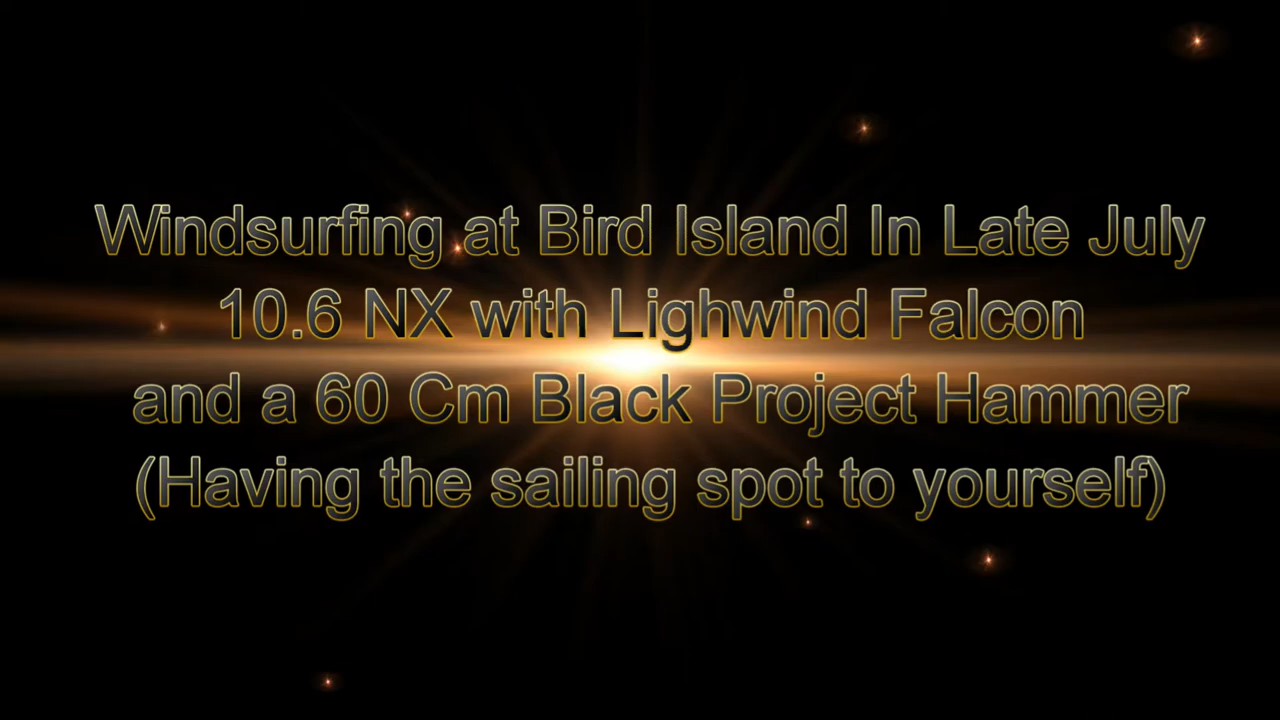 Windsurfing at Bird Island In Late July
10.6 NX with Lighwind Falcon
and a 60 Cm Black Project Hammer
(Having the sailing spot to yourself)